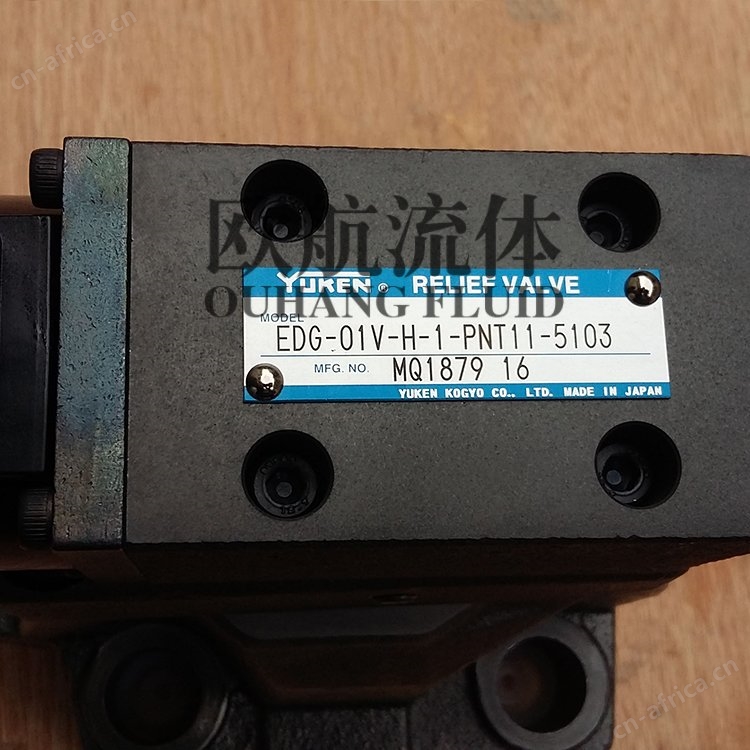 cn-africa.cn
欧航流体
YUKEN® RELIEF VALVE
OUHANG FLUID
MODEL
EDG-01V-H-1-PNT11-5103
MFG. NO. MQ1879 16
YUKEN KOGYO CO., LTD. MADE IN JAPAN
cn-africa.cn